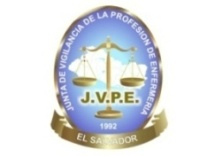 JUNTA DE VIGILANCIA DE LA PROFESION DE ENFERMERIA
J.V.P.E.
1992
EL SALVADOR